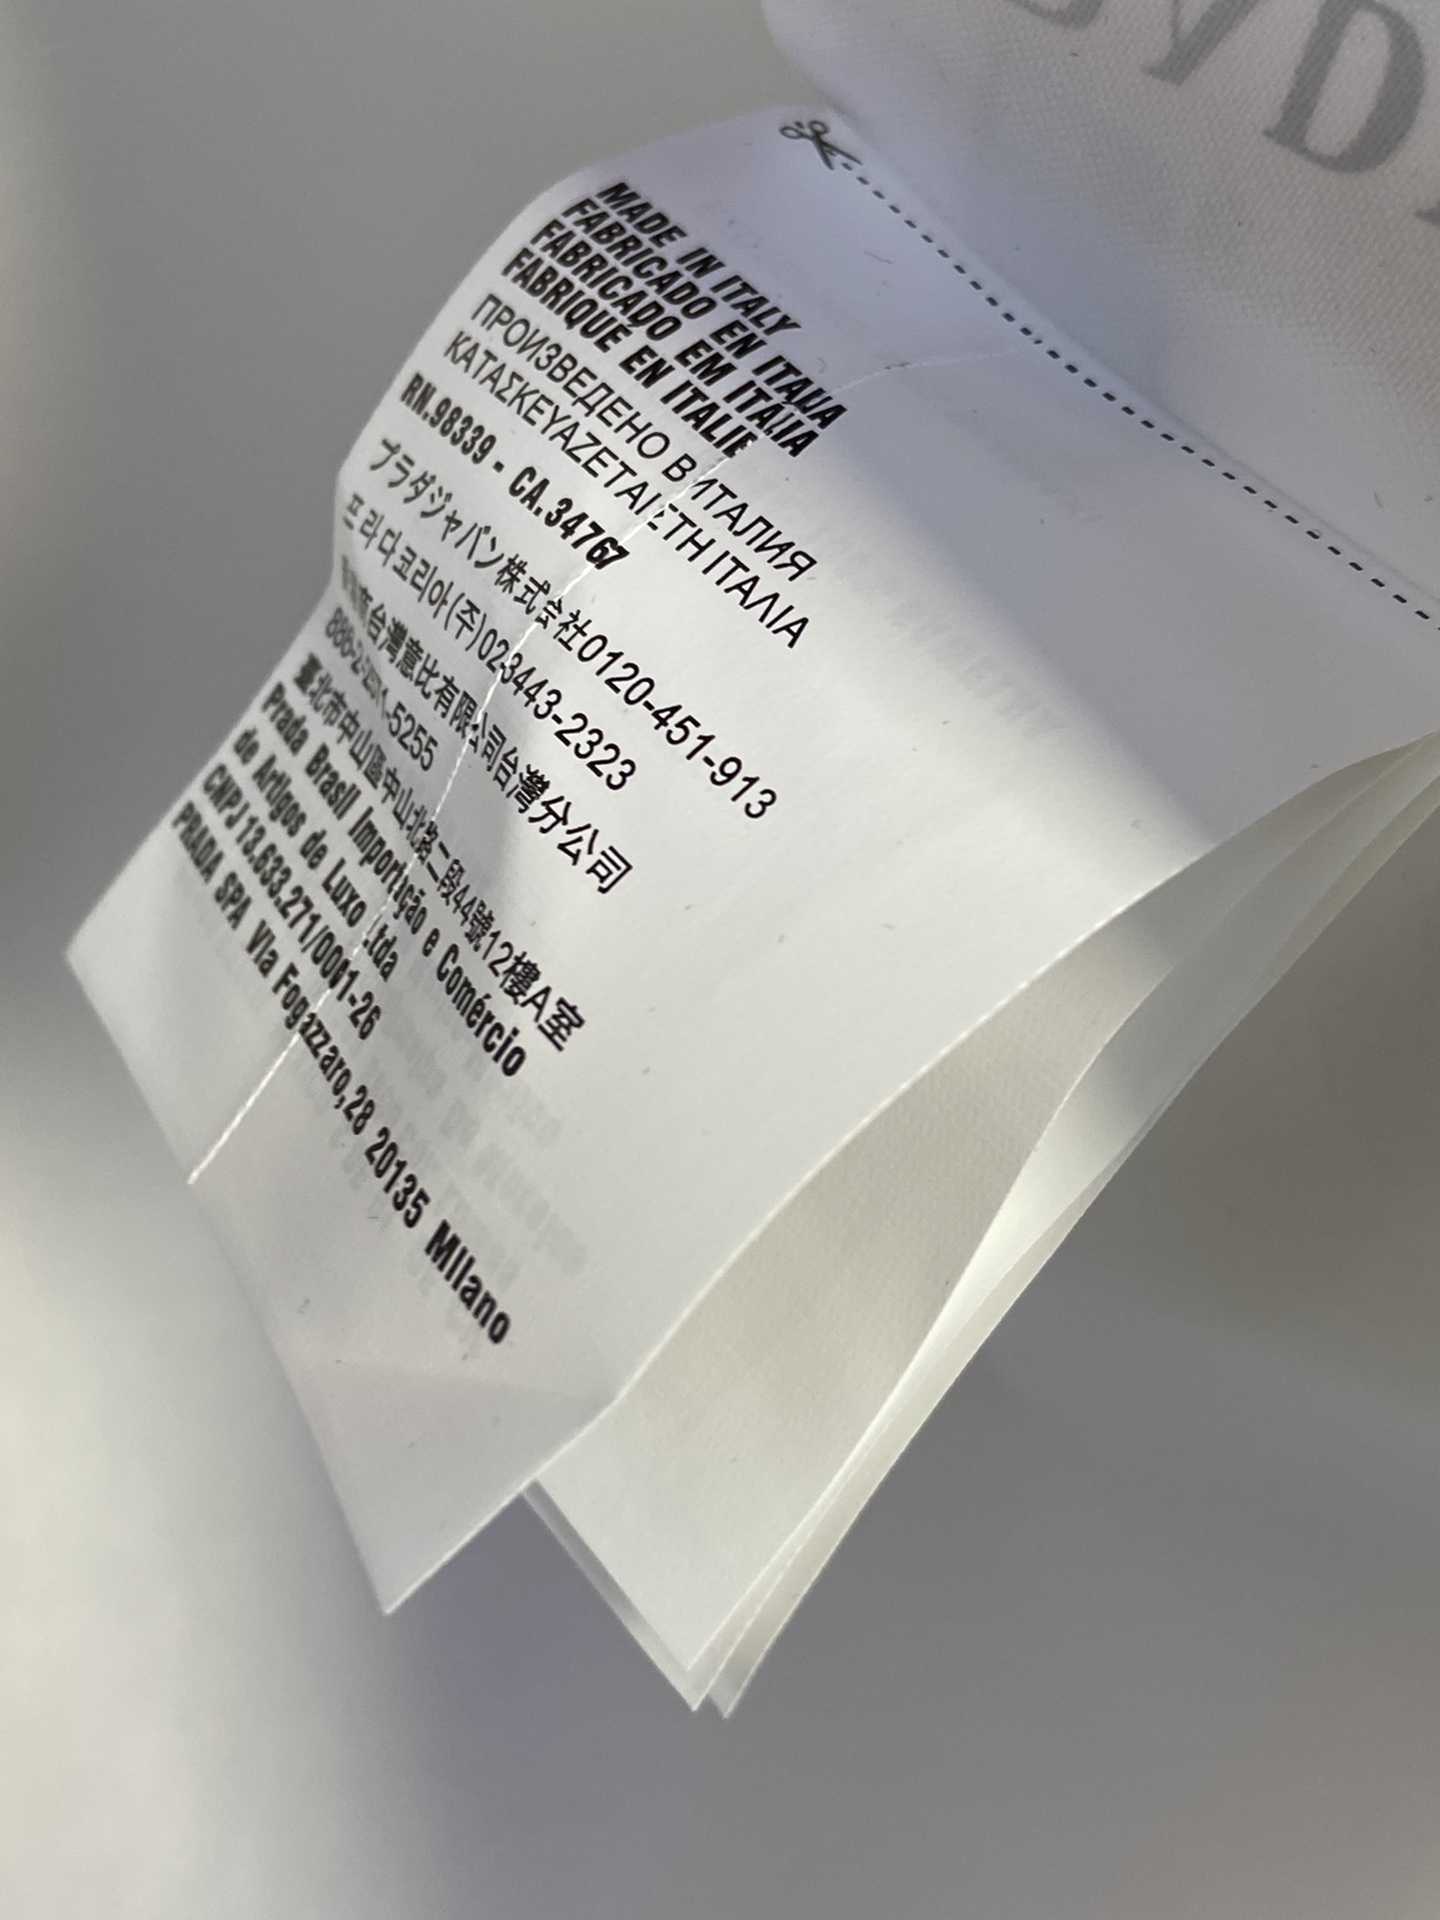 MADE IN ITALY
FABRICADO EN ITALIA
FABRICADO EM ITALIA
FABRIQUÉ EN ITALIE
ПРОИЗВЕДЕНО В ИТАЛИЯ
ΚΑΤΑΣΚΕΥΑΖΕΤΑΙ ΣΤΗ ΙΤΑΛΙΑ
RN.98339 - CA.34767
プラダジャパン株式会社0120-451-913
프라다코리아(주)02-3443-2323
台灣意比有限公司台灣分公司
臺北市中山區中山北路二段44號12樓A室
Prada Brasil Importação e Comércio
de Artigos de Luxo Ltda
CNPJ 13.633.271/0001-26
PRADA SPA Via Fogazzaro,28 20135 Milano